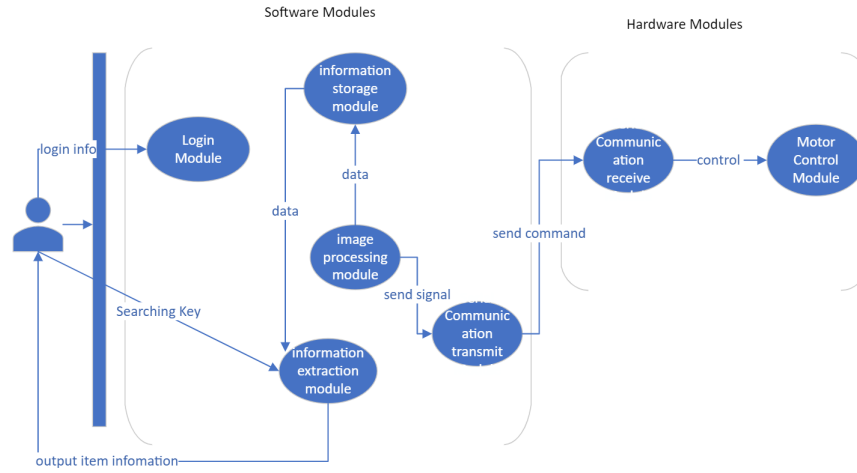 Software Modules
Hardware Modules
information
storage
module
Login
Module
login info
Communic
ation
receive
control
Motor
Control
Module
data
data
image
processing
module
send command
send signal
Searching Key
Communic
ation
transmit
information
extraction
module
output item infomation